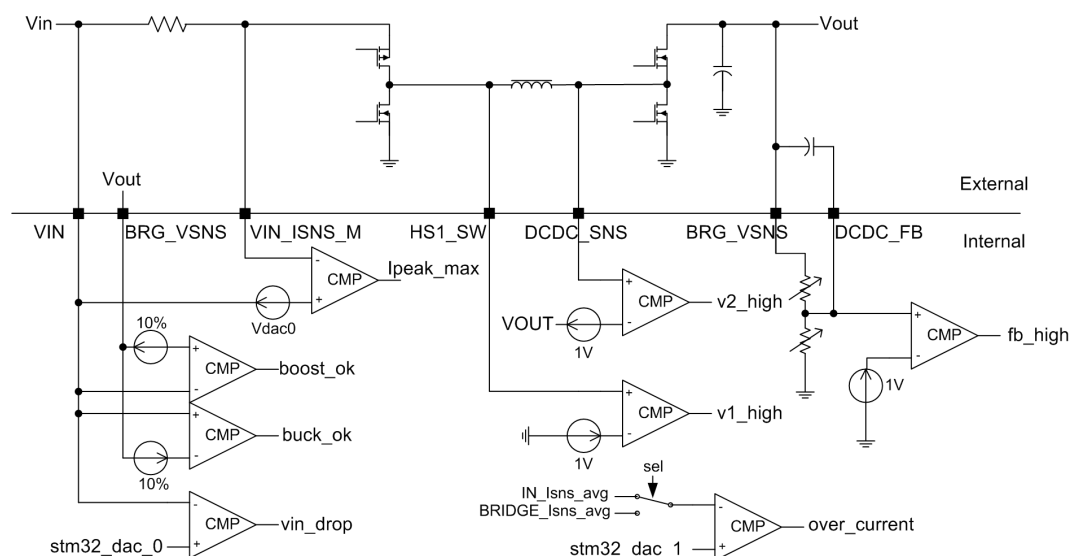 Vin
Vout
Vout
External
VIN
BRG_VSNS
VIN_ISNS_M
HS1_SW
DCDC_SNS
BRG_VSNS
DCDC_FB
Internal
-
+
CMP
Ipeak_max
Vdac0
10%
+
-
CMP
boost_ok
+
-
CMP
buck_ok
10%
-
+
CMP
vin_drop
stm32_dac_0
+
-
CMP
v2_high
VOUT
1V
+
-
CMP
v1_high
1V
+
-
CMP
fb_high
1V
sel
IN_Isns_avg
BRIDGE_Isns_avg
-
+
CMP
over_current
stm32_dac_1